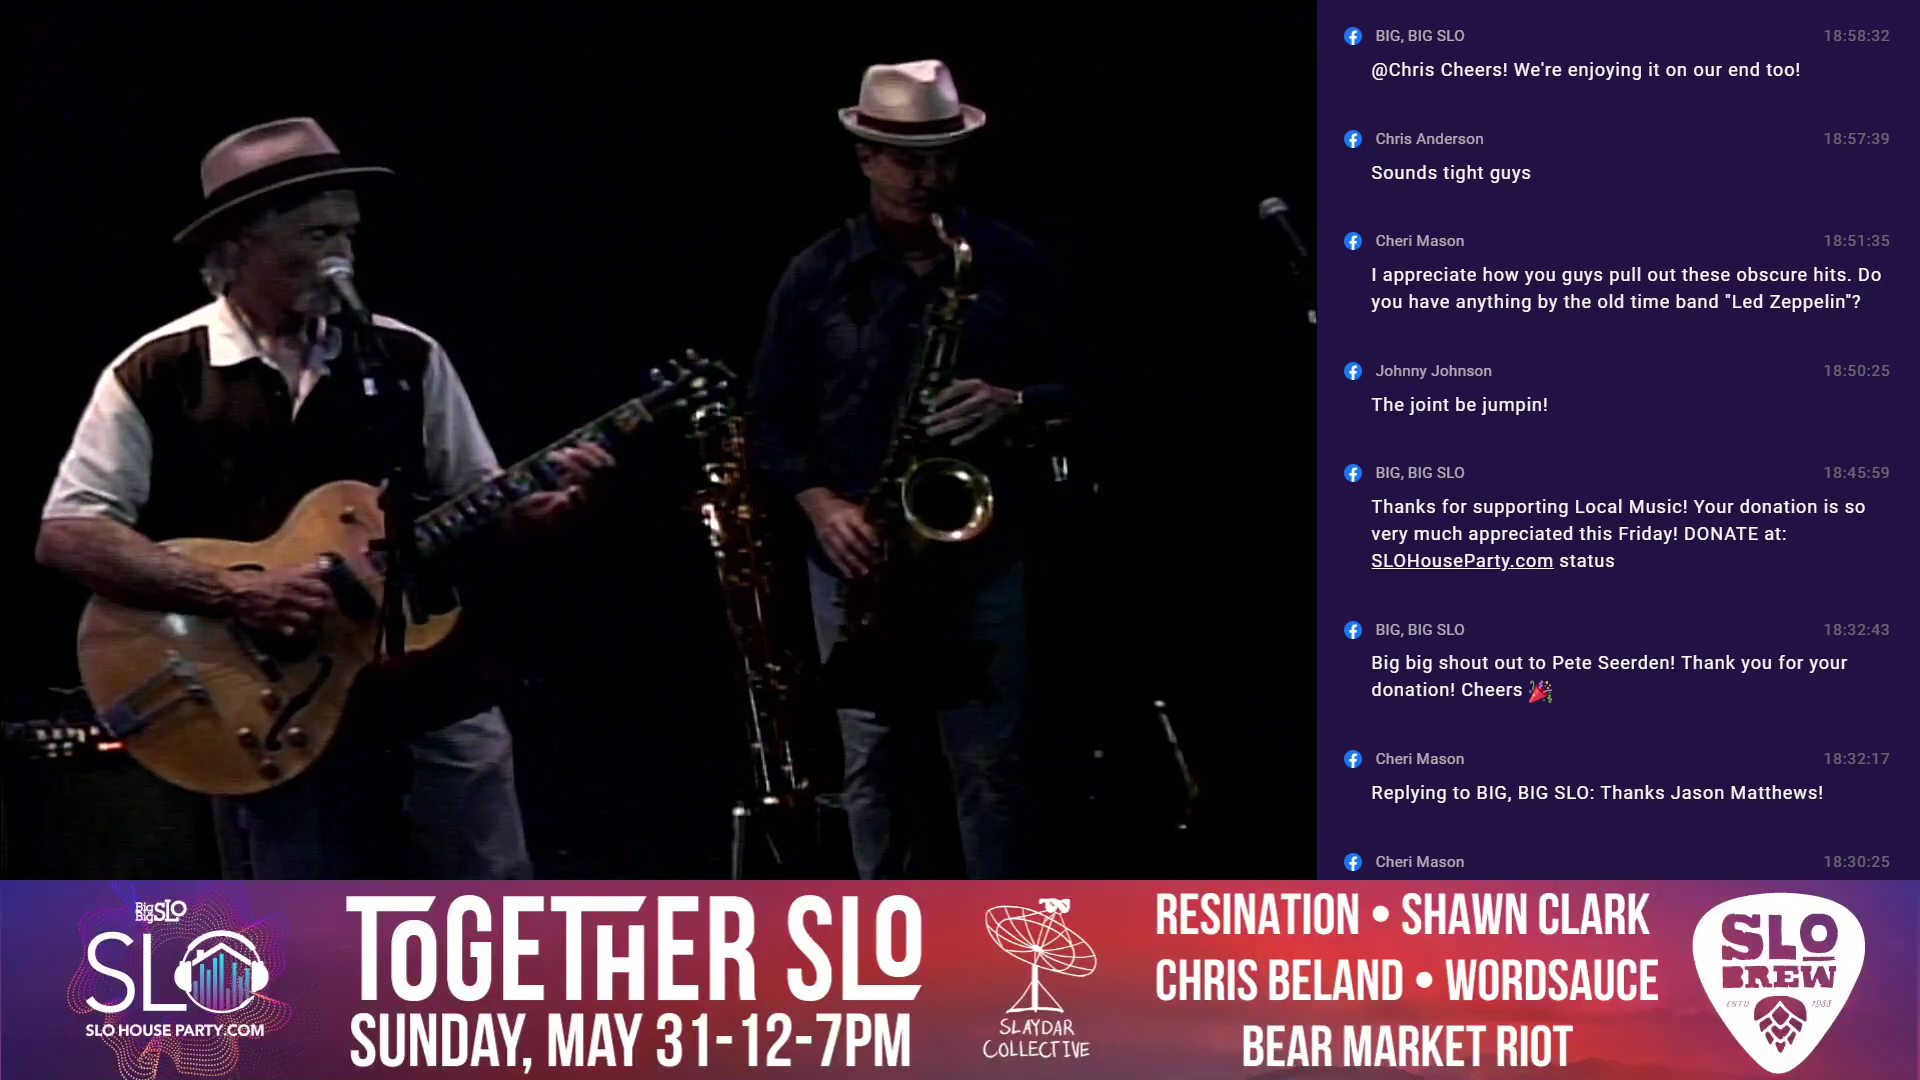 BIG, BIG SLO 18:58:32
@Chris Cheers! We're enjoying it on our end too!
Chris Anderson 18:57:39
Sounds tight guys
Cheri Mason 18:51:35
I appreciate how you guys pull out these obscure hits. Do
you have anything by the old time band "Led Zeppelin"?
Johnny Johnson 18:50:25
The joint be jumpin!
BIG, BIG SLO 18:45:59
Thanks for supporting Local Music! Your donation is so
very much appreciated this Friday! DONATE at:
SLOHouseParty.com status
BIG, BIG SLO 18:32:43
Big big shout out to Pete Seerden! Thank you for your
donation! Cheers 🎉
Cheri Mason 18:32:17
Replying to BIG, BIG SLO: Thanks Jason Matthews!
Cheri Mason 18:30:25
Big Big SLO
SLO
SLO HOUSE PARTY.COM
TOGETHER SLO
SUNDAY, MAY 31-12-7PM
SLAYDAR
COLLECTIVE
RESINATION • SHAWN CLARK
CHRIS BELAND • WORDSAUCE
BEAR MARKET RIOT
SLO
BREW
ESTD 1988